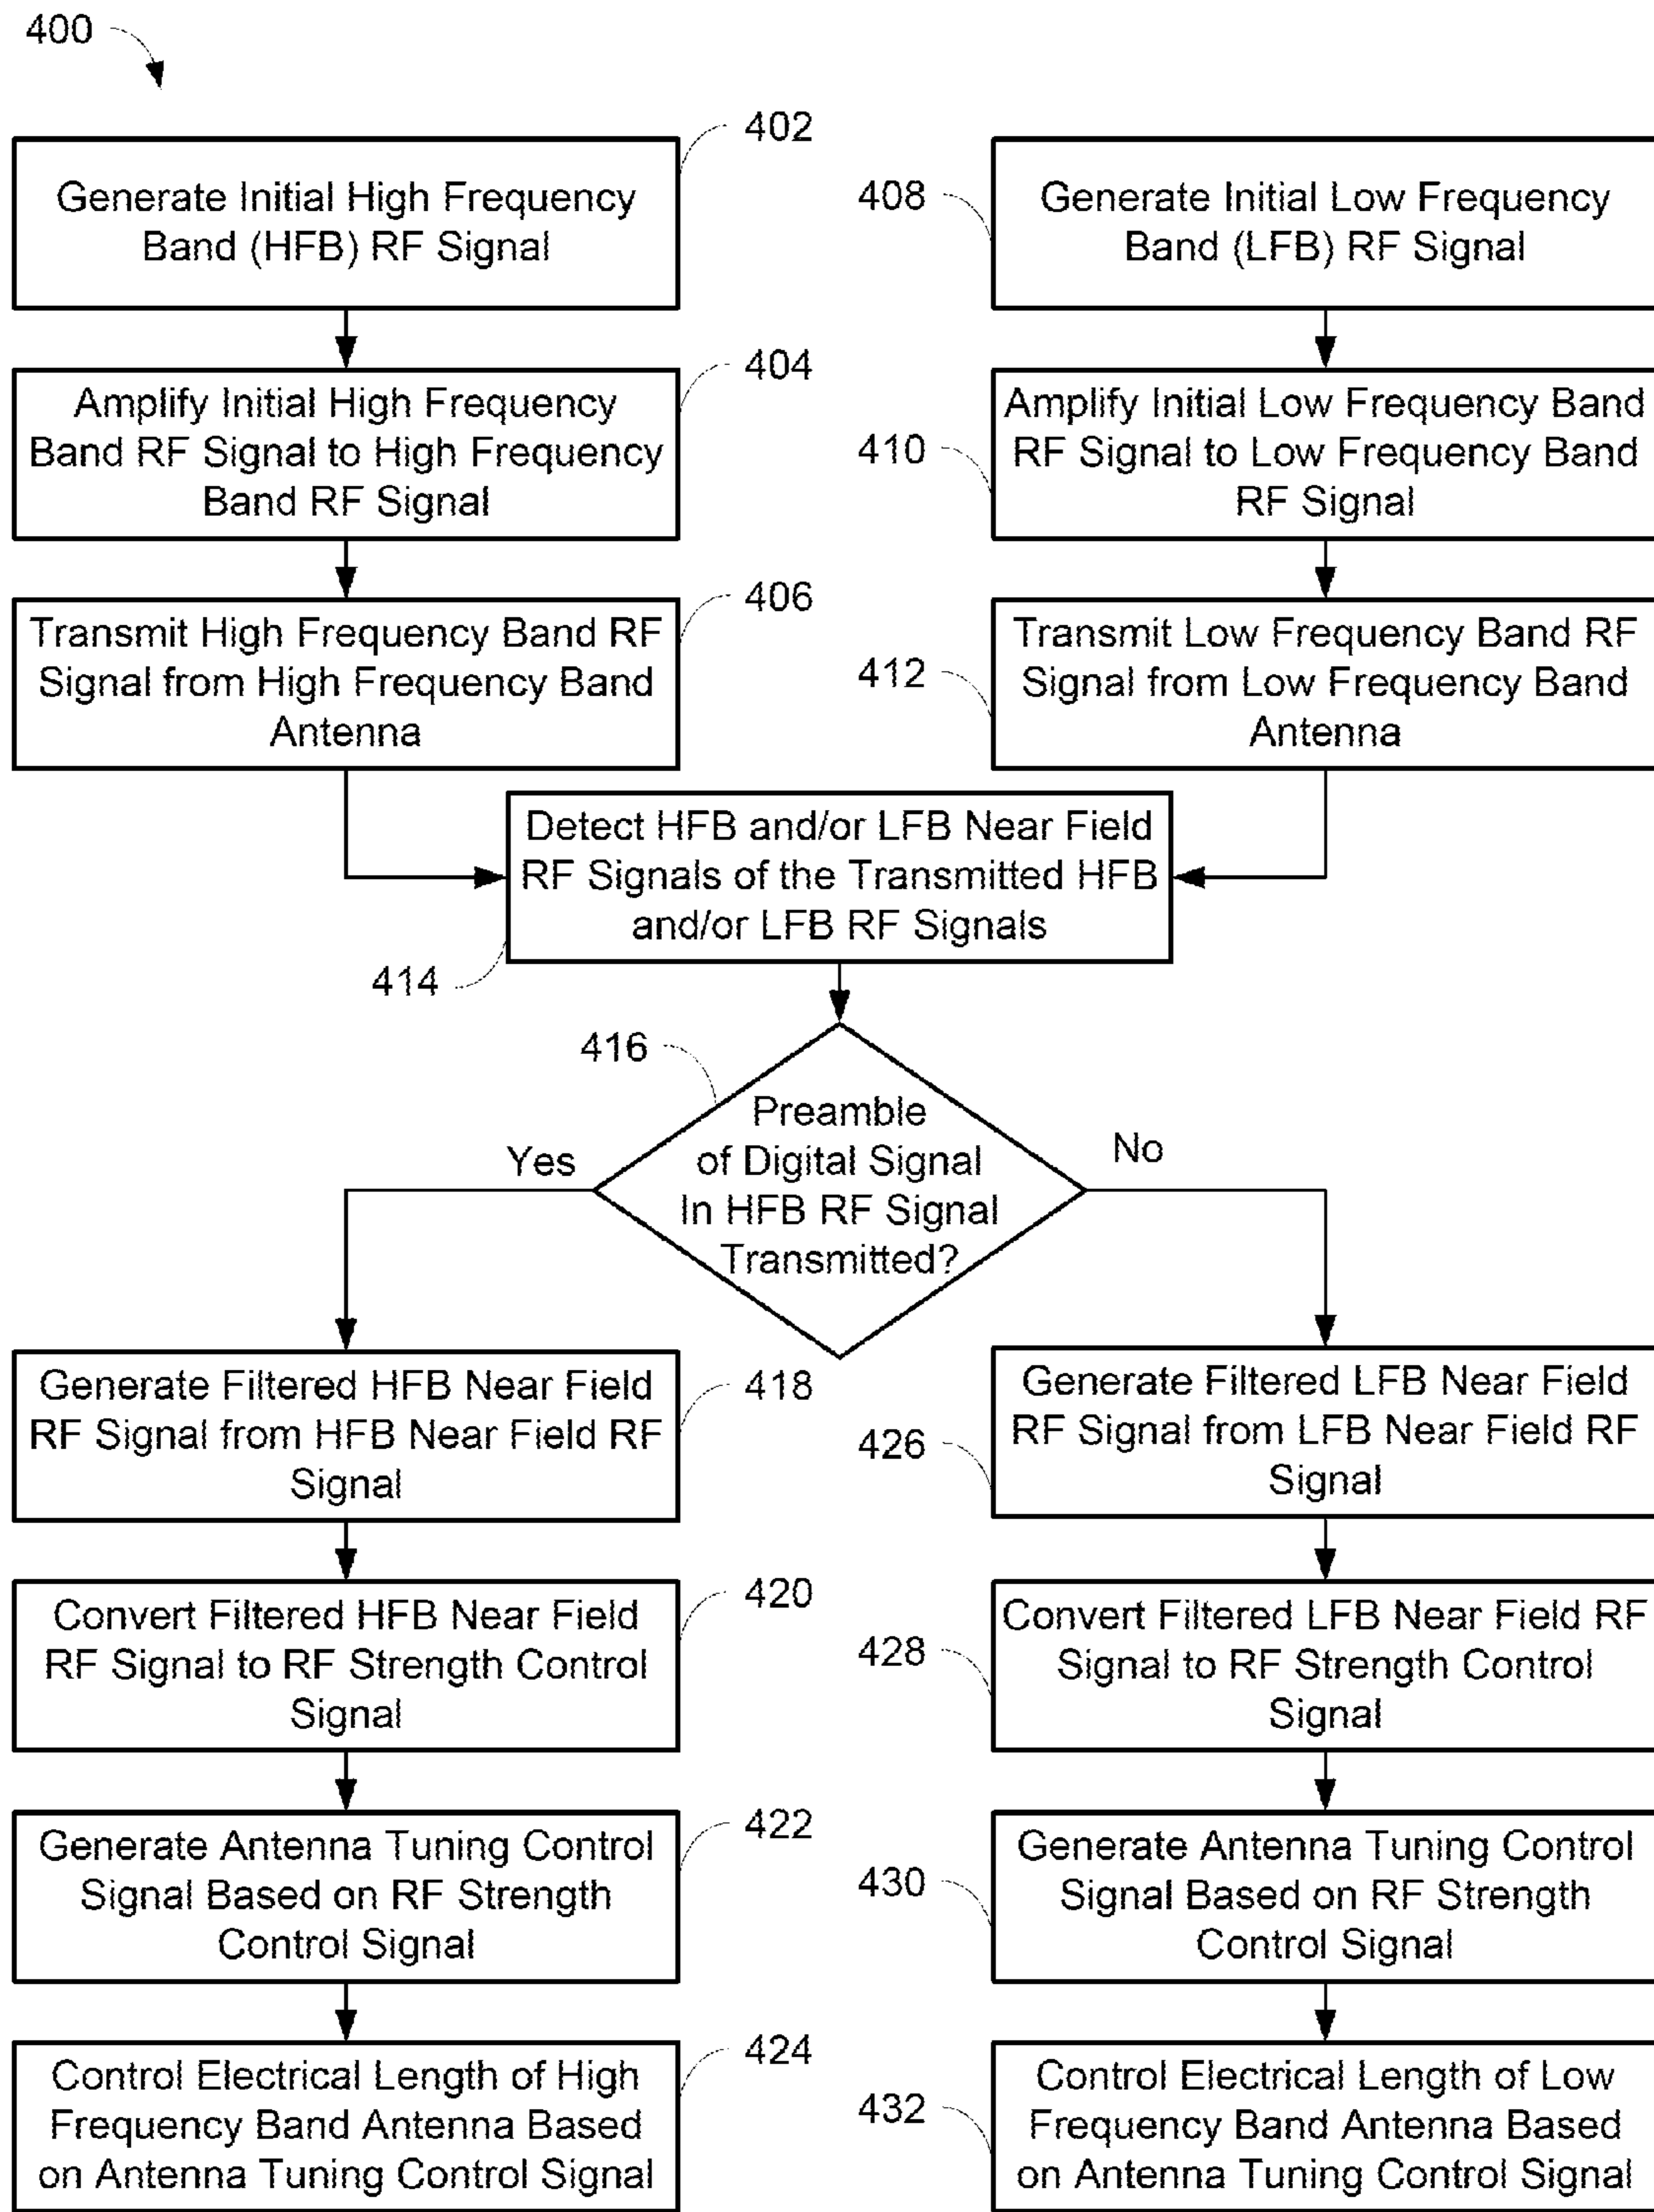 400
402
Generate Initial High Frequency
Band (HFB) RF Signal
408
Generate Initial Low Frequency
Band (LFB) RF Signal
404
Amplify Initial High Frequency
Band RF Signal to High Frequency
Band RF Signal
410
Amplify Initial Low Frequency Band
RF Signal to Low Frequency Band
RF Signal
406
Transmit High Frequency Band RF
Signal from High Frequency Band
Antenna
412
Transmit Low Frequency Band RF
Signal from Low Frequency Band
Antenna
Detect HFB and/or LFB Near Field
RF Signals of the Transmitted HFB
and/or LFB RF Signals
414
416
Preamble
of Digital Signal
In HFB RF Signal
Transmitted?
Yes
No
Generate Filtered HFB Near Field
RF Signal from HFB Near Field RF
Signal
418
426
Generate Filtered LFB Near Field
RF Signal from LFB Near Field RF
Signal
Convert Filtered HFB Near Field
RF Signal to RF Strength Control
Signal
420
428
Convert Filtered LFB Near Field RF
Signal to RF Strength Control
Signal
Generate Antenna Tuning Control
Signal Based on RF Strength
Control Signal
422
430
Generate Antenna Tuning Control
Signal Based on RF Strength
Control Signal
Control Electrical Length of High
Frequency Band Antenna Based
on Antenna Tuning Control Signal
424
432
Control Electrical Length of Low
Frequency Band Antenna Based
on Antenna Tuning Control Signal